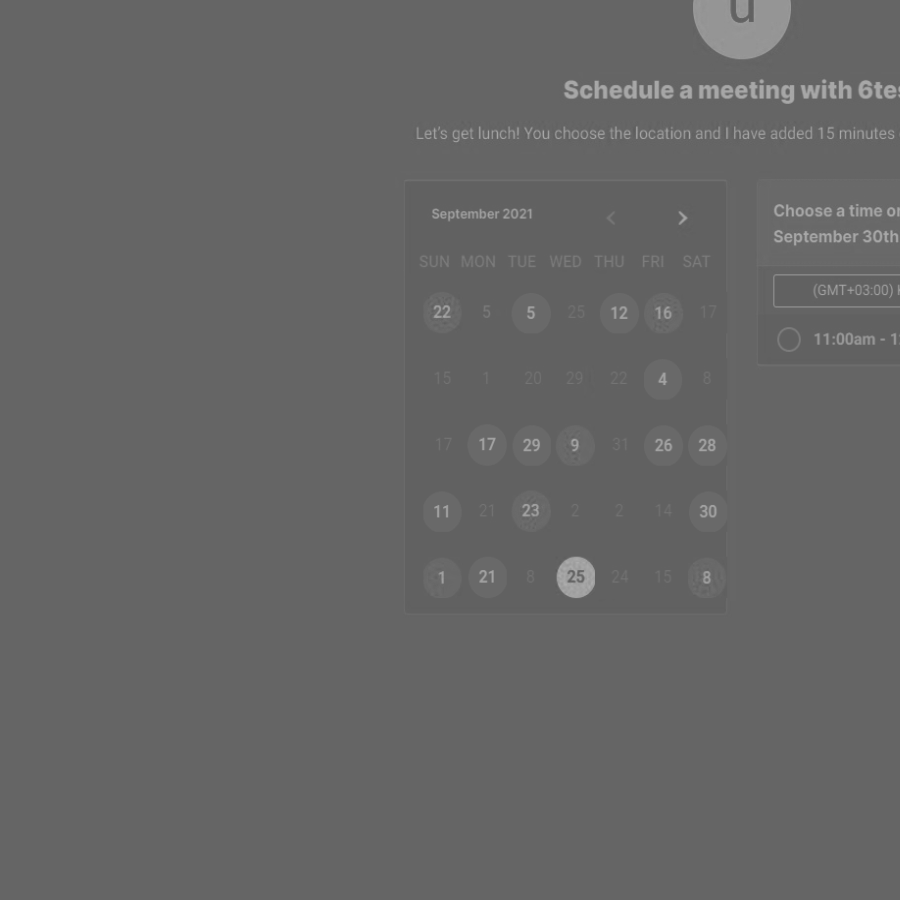 u
Schedule a meeting with 6tes
Let's get lunch! You choose the location and I have added 15 minutes
September 2021
SUN MON TUE WED THU FRI SAT
22 5 5 25 12 16 17
15 1 20 29 22 4 8
17 17 29 9 31 26 28
11 21 23 2 2 14 30
1 21 8 25 24 15 8
Choose a time on
September 30th
(GMT+03:00)
11:00am - 1